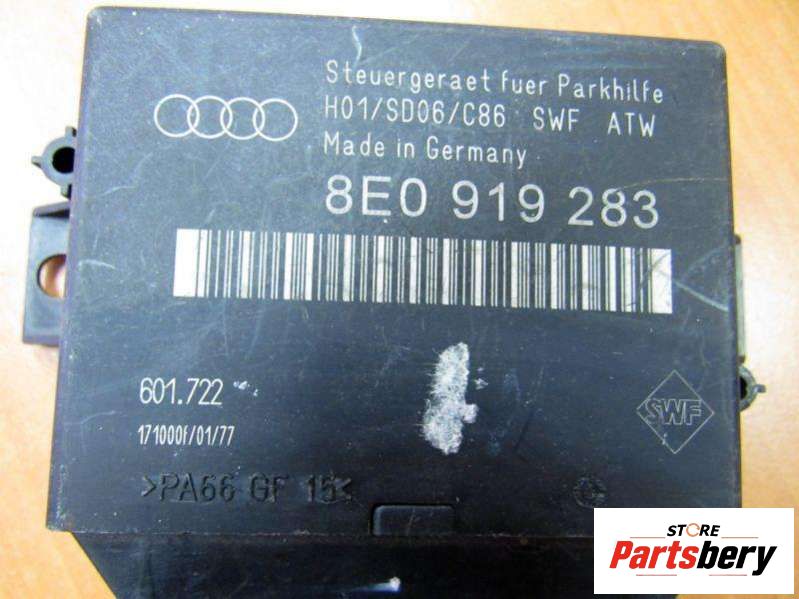 Steuergeraet fuer Parkhilfe
H01/SD06/C86 SWF ATW
Made in Germany
8E0 919 283
601.722
171000f/01/77
SWF
>PA66 GF 15<
STORE
Partsbery